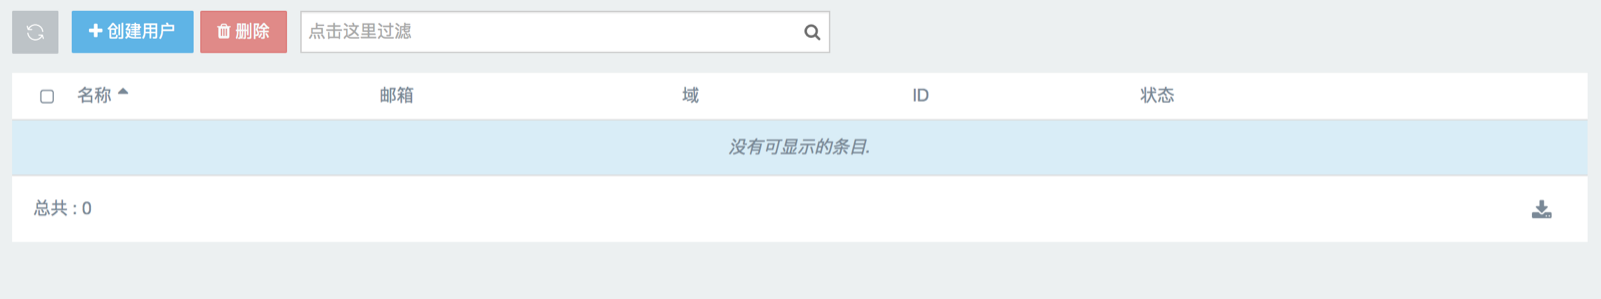 创建用户 删除 点击这里过滤
名称 邮箱 域 ID 状态
没有可显示的条目.
总共 : 0